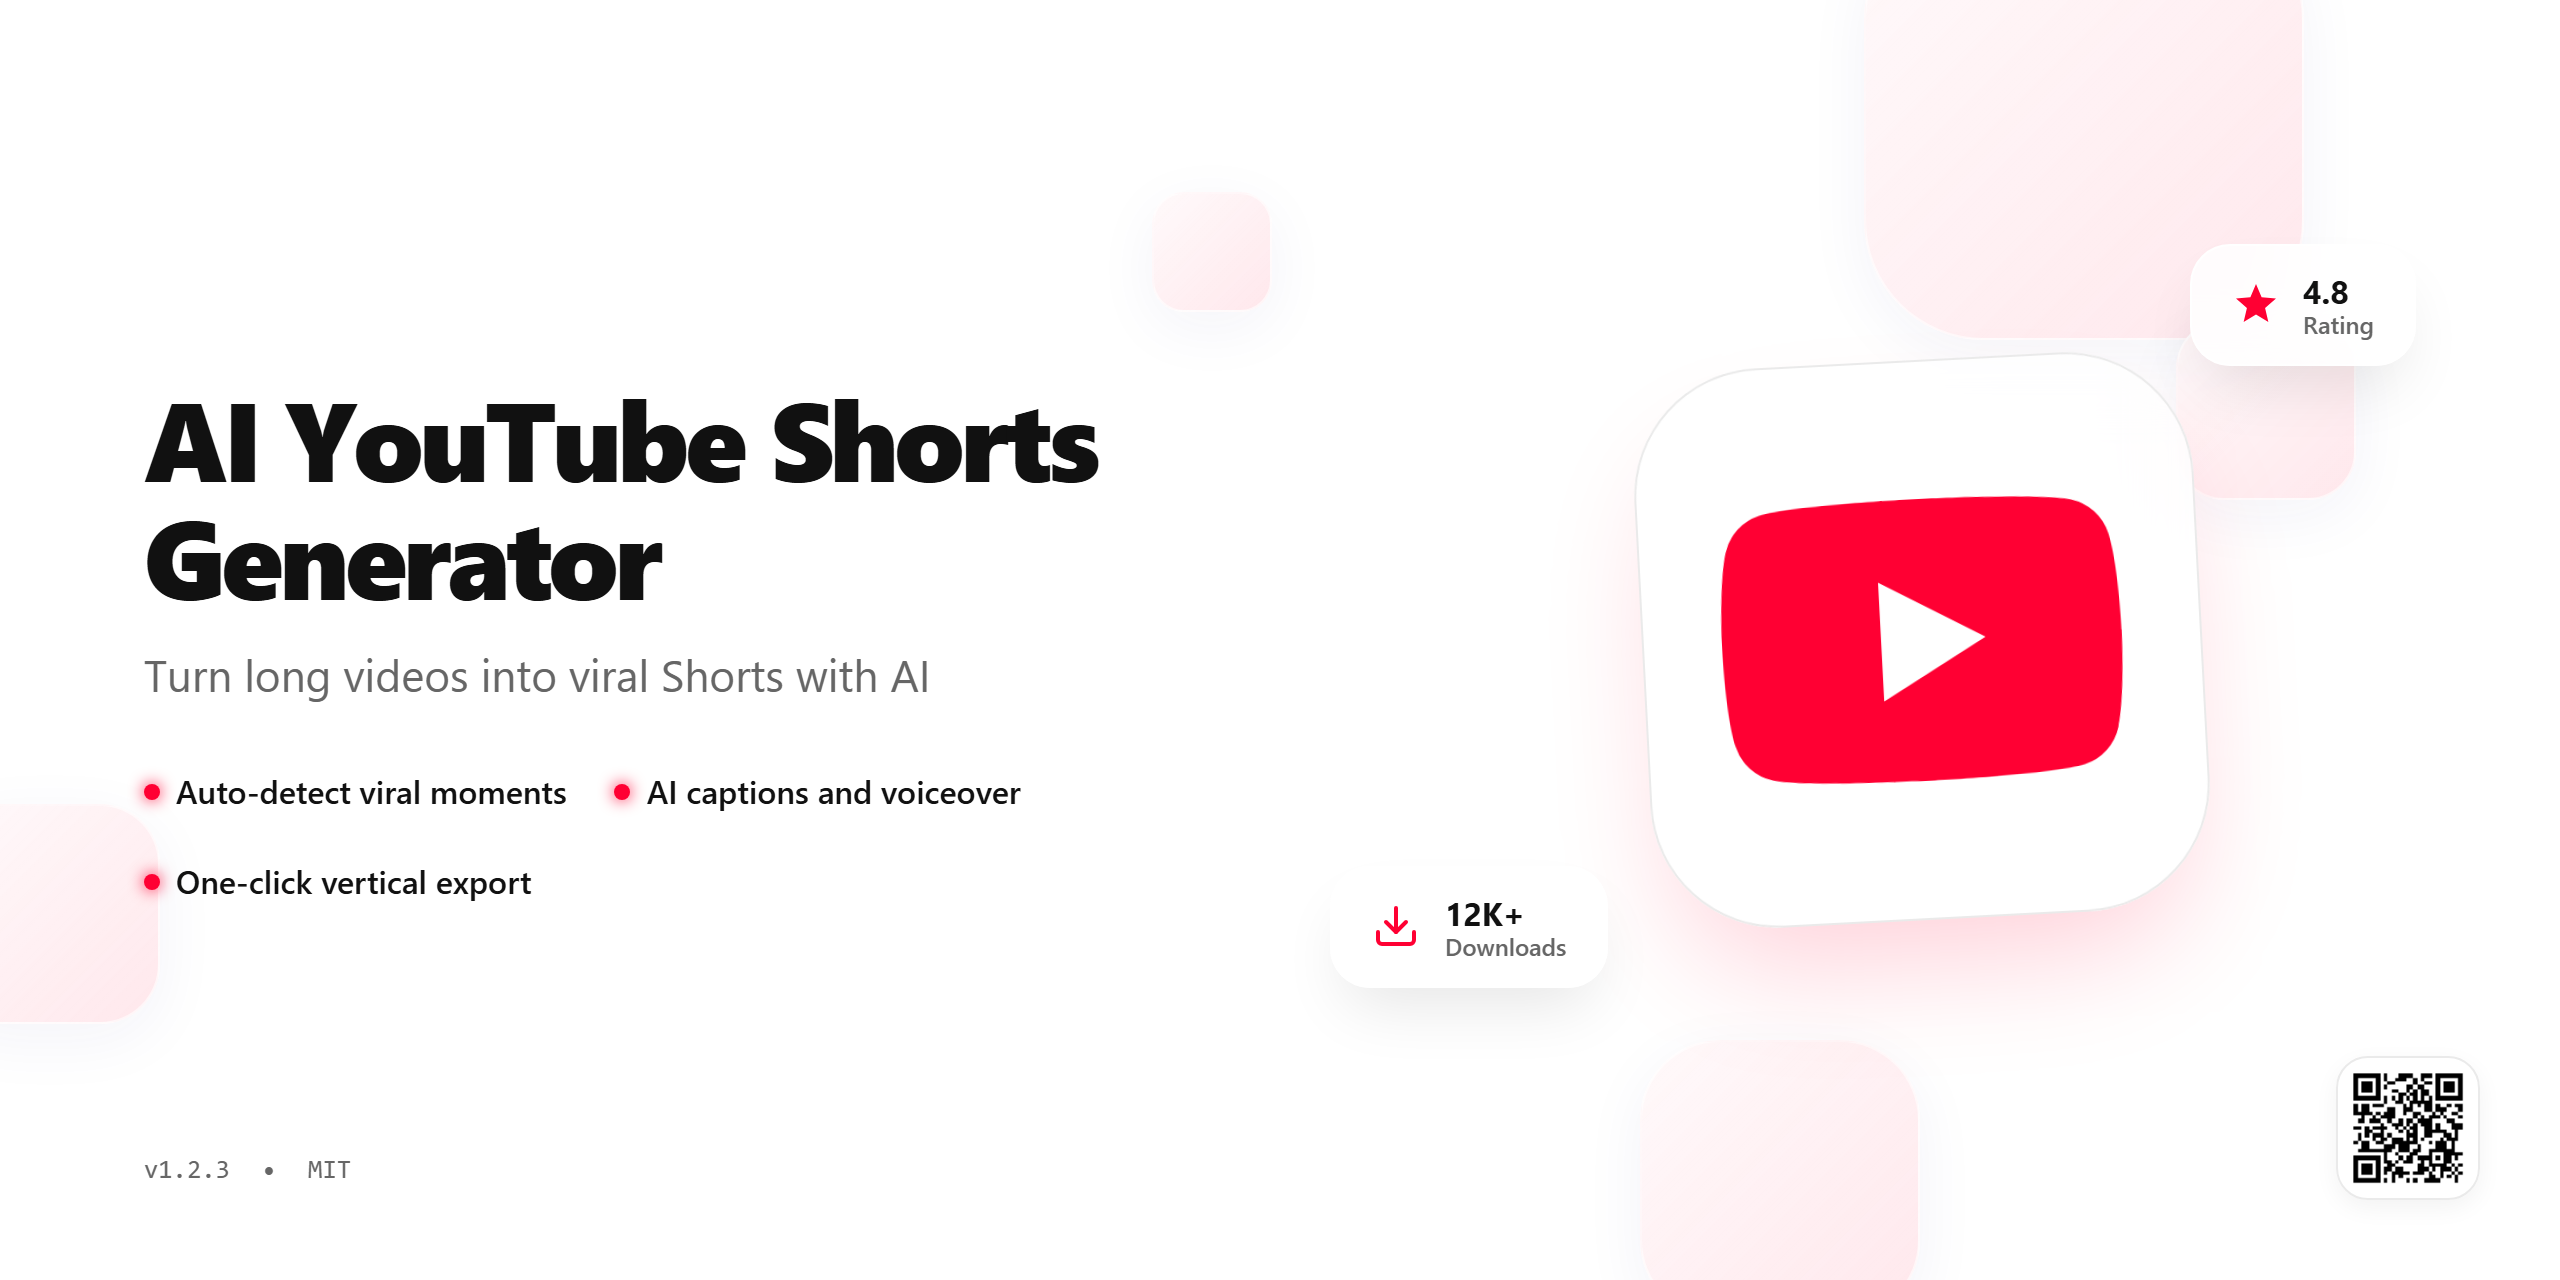 AI YouTube Shorts
Generator
Turn long videos into viral Shorts with AI
Auto-detect viral moments
AI captions and voiceover
One-click vertical export
4.8
Rating
12K+
Downloads
v1.2.3 • MIT